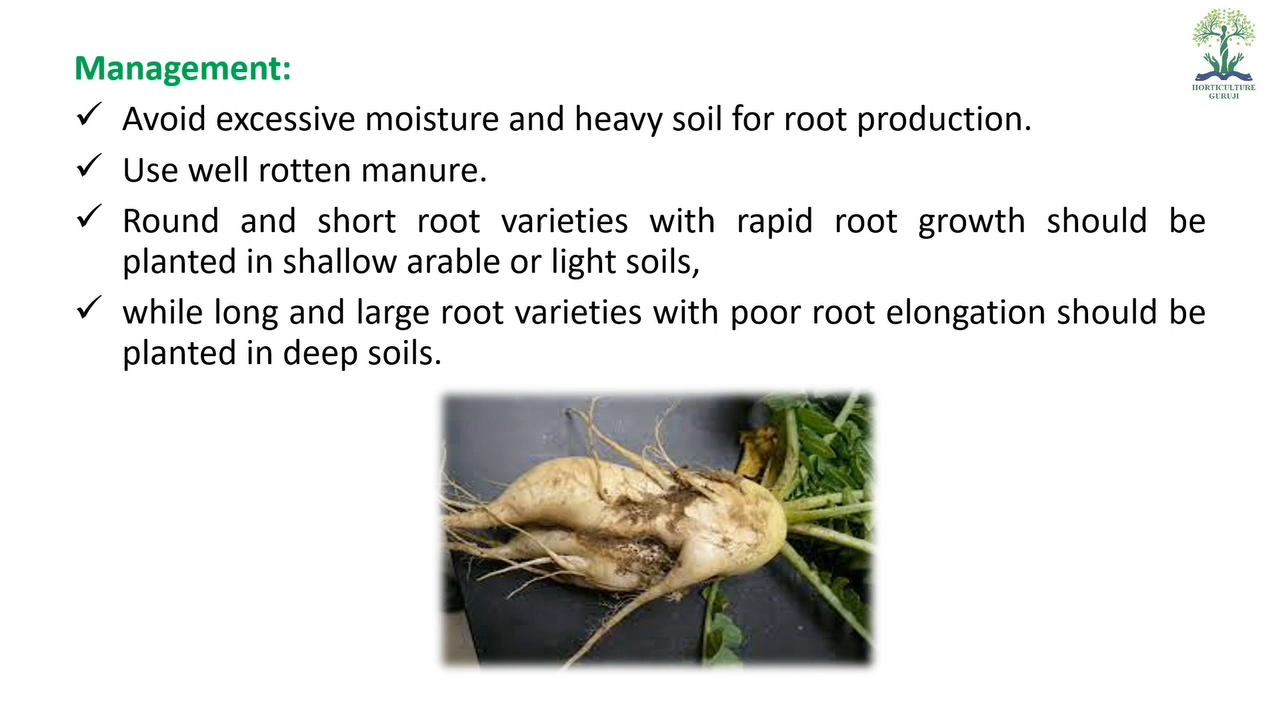 HORTICULTURE
GURUJI
Management:
✓ Avoid excessive moisture and heavy soil for root production.
✓ Use well rotten manure.
✓ Round and short root varieties with rapid root growth should be
planted in shallow arable or light soils,
✓ while long and large root varieties with poor root elongation should be
planted in deep soils.